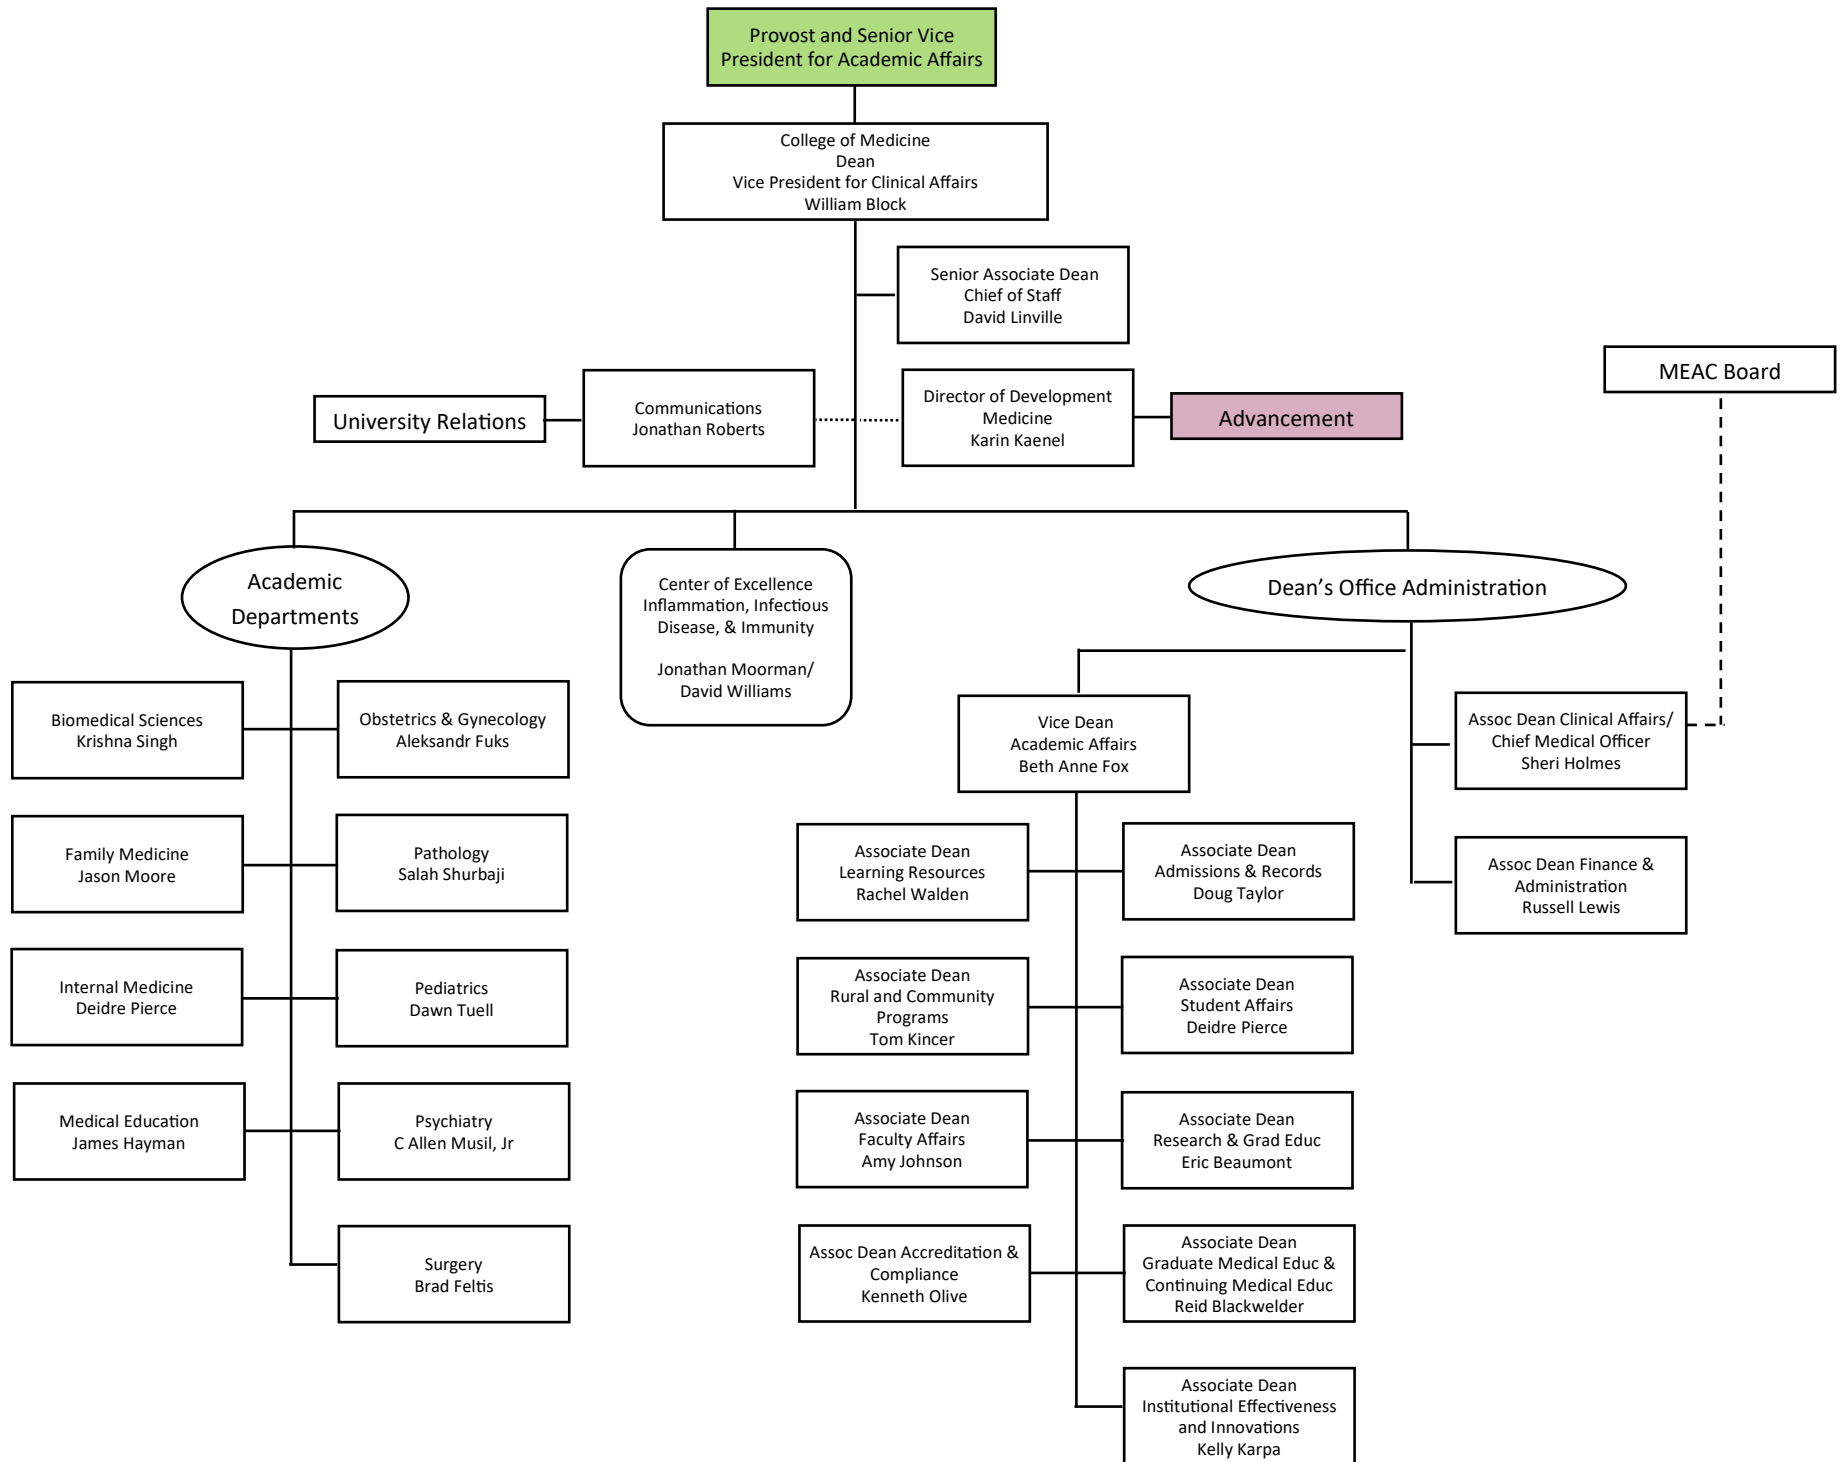 Provost and Senior Vice
President for Academic Affairs
College of Medicine
Dean
Vice President for Clinical Affairs
William Block
Senior Associate Dean
Chief of Staff
David Linville
MEAC Board
University Relations
Communications
Jonathan Roberts
Director of Development
Medicine
Karin Kaenel
Advancement
Academic
Departments
Center of Excellence
Inflammation, Infectious
Disease, & Immunity
Jonathan Moorman/
David Williams
Dean’s Office Administration
Biomedical Sciences
Krishna Singh
Obstetrics & Gynecology
Aleksandr Fuks
Family Medicine
Jason Moore
Pathology
Salah Shurbaji
Internal Medicine
Deidre Pierce
Pediatrics
Dawn Tuell
Medical Education
James Hayman
Psychiatry
C Allen Musil, Jr
Surgery
Brad Feltis
Vice Dean
Academic Affairs
Beth Anne Fox
Assoc Dean Clinical Affairs/
Chief Medical Officer
Sheri Holmes
Assoc Dean Finance &
Administration
Russell Lewis
Associate Dean
Learning Resources
Rachel Walden
Associate Dean
Admissions & Records
Doug Taylor
Associate Dean
Rural and Community
Programs
Tom Kincer
Associate Dean
Student Affairs
Deidre Pierce
Associate Dean
Faculty Affairs
Amy Johnson
Associate Dean
Research & Grad Educ
Eric Beaumont
Assoc Dean Accreditation &
Compliance
Kenneth Olive
Associate Dean
Graduate Medical Educ &
Continuing Medical Educ
Reid Blackwelder
Associate Dean
Institutional Effectiveness
and Innovations
Kelly Karpa